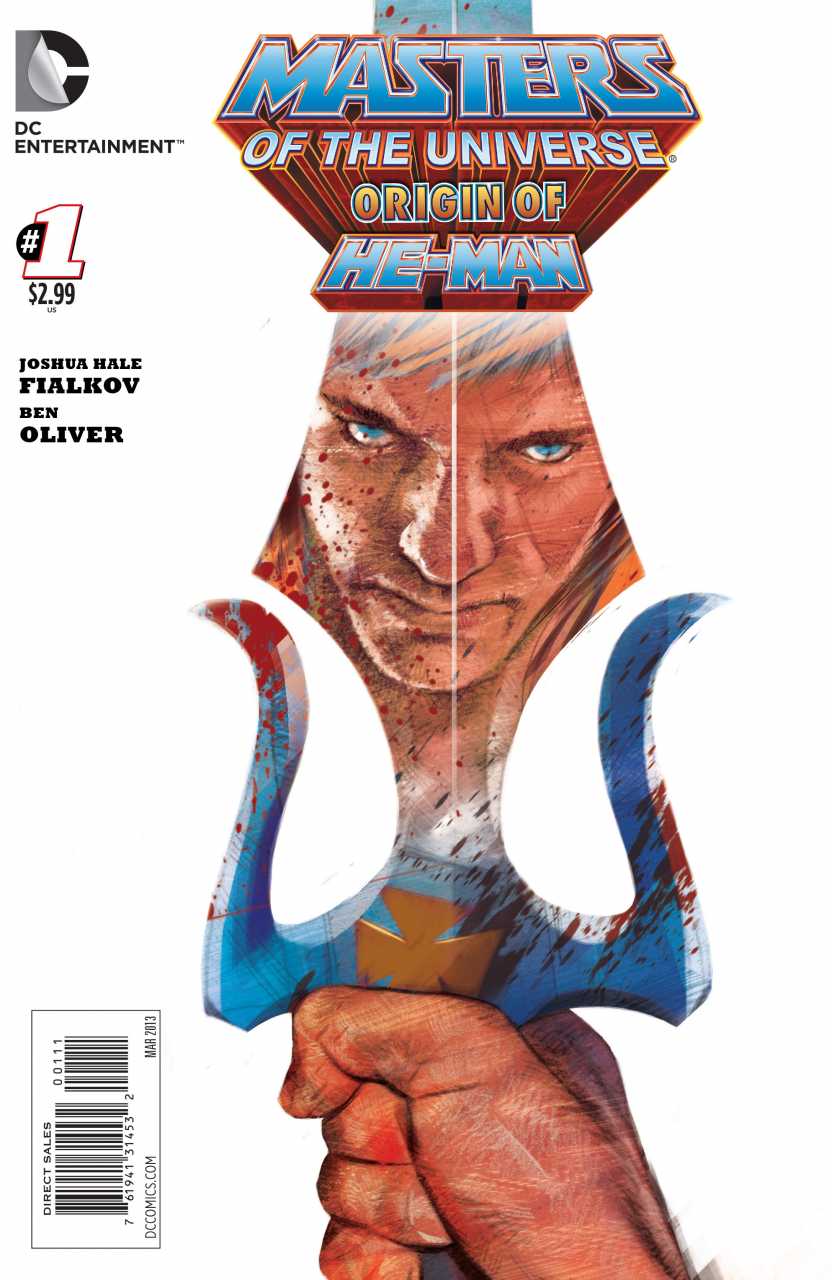 DC
ENTERTAINMENT™
MASTERS
OF THE UNIVERSE®
ORIGIN OF
HE-MAN
#1
$2.99
US
JOSHUA HALE
FIALKOV
BEN
OLIVER
DIRECT SALES
7 61941 31453 2
00111
MAR 2013
DCCOMICS.COM